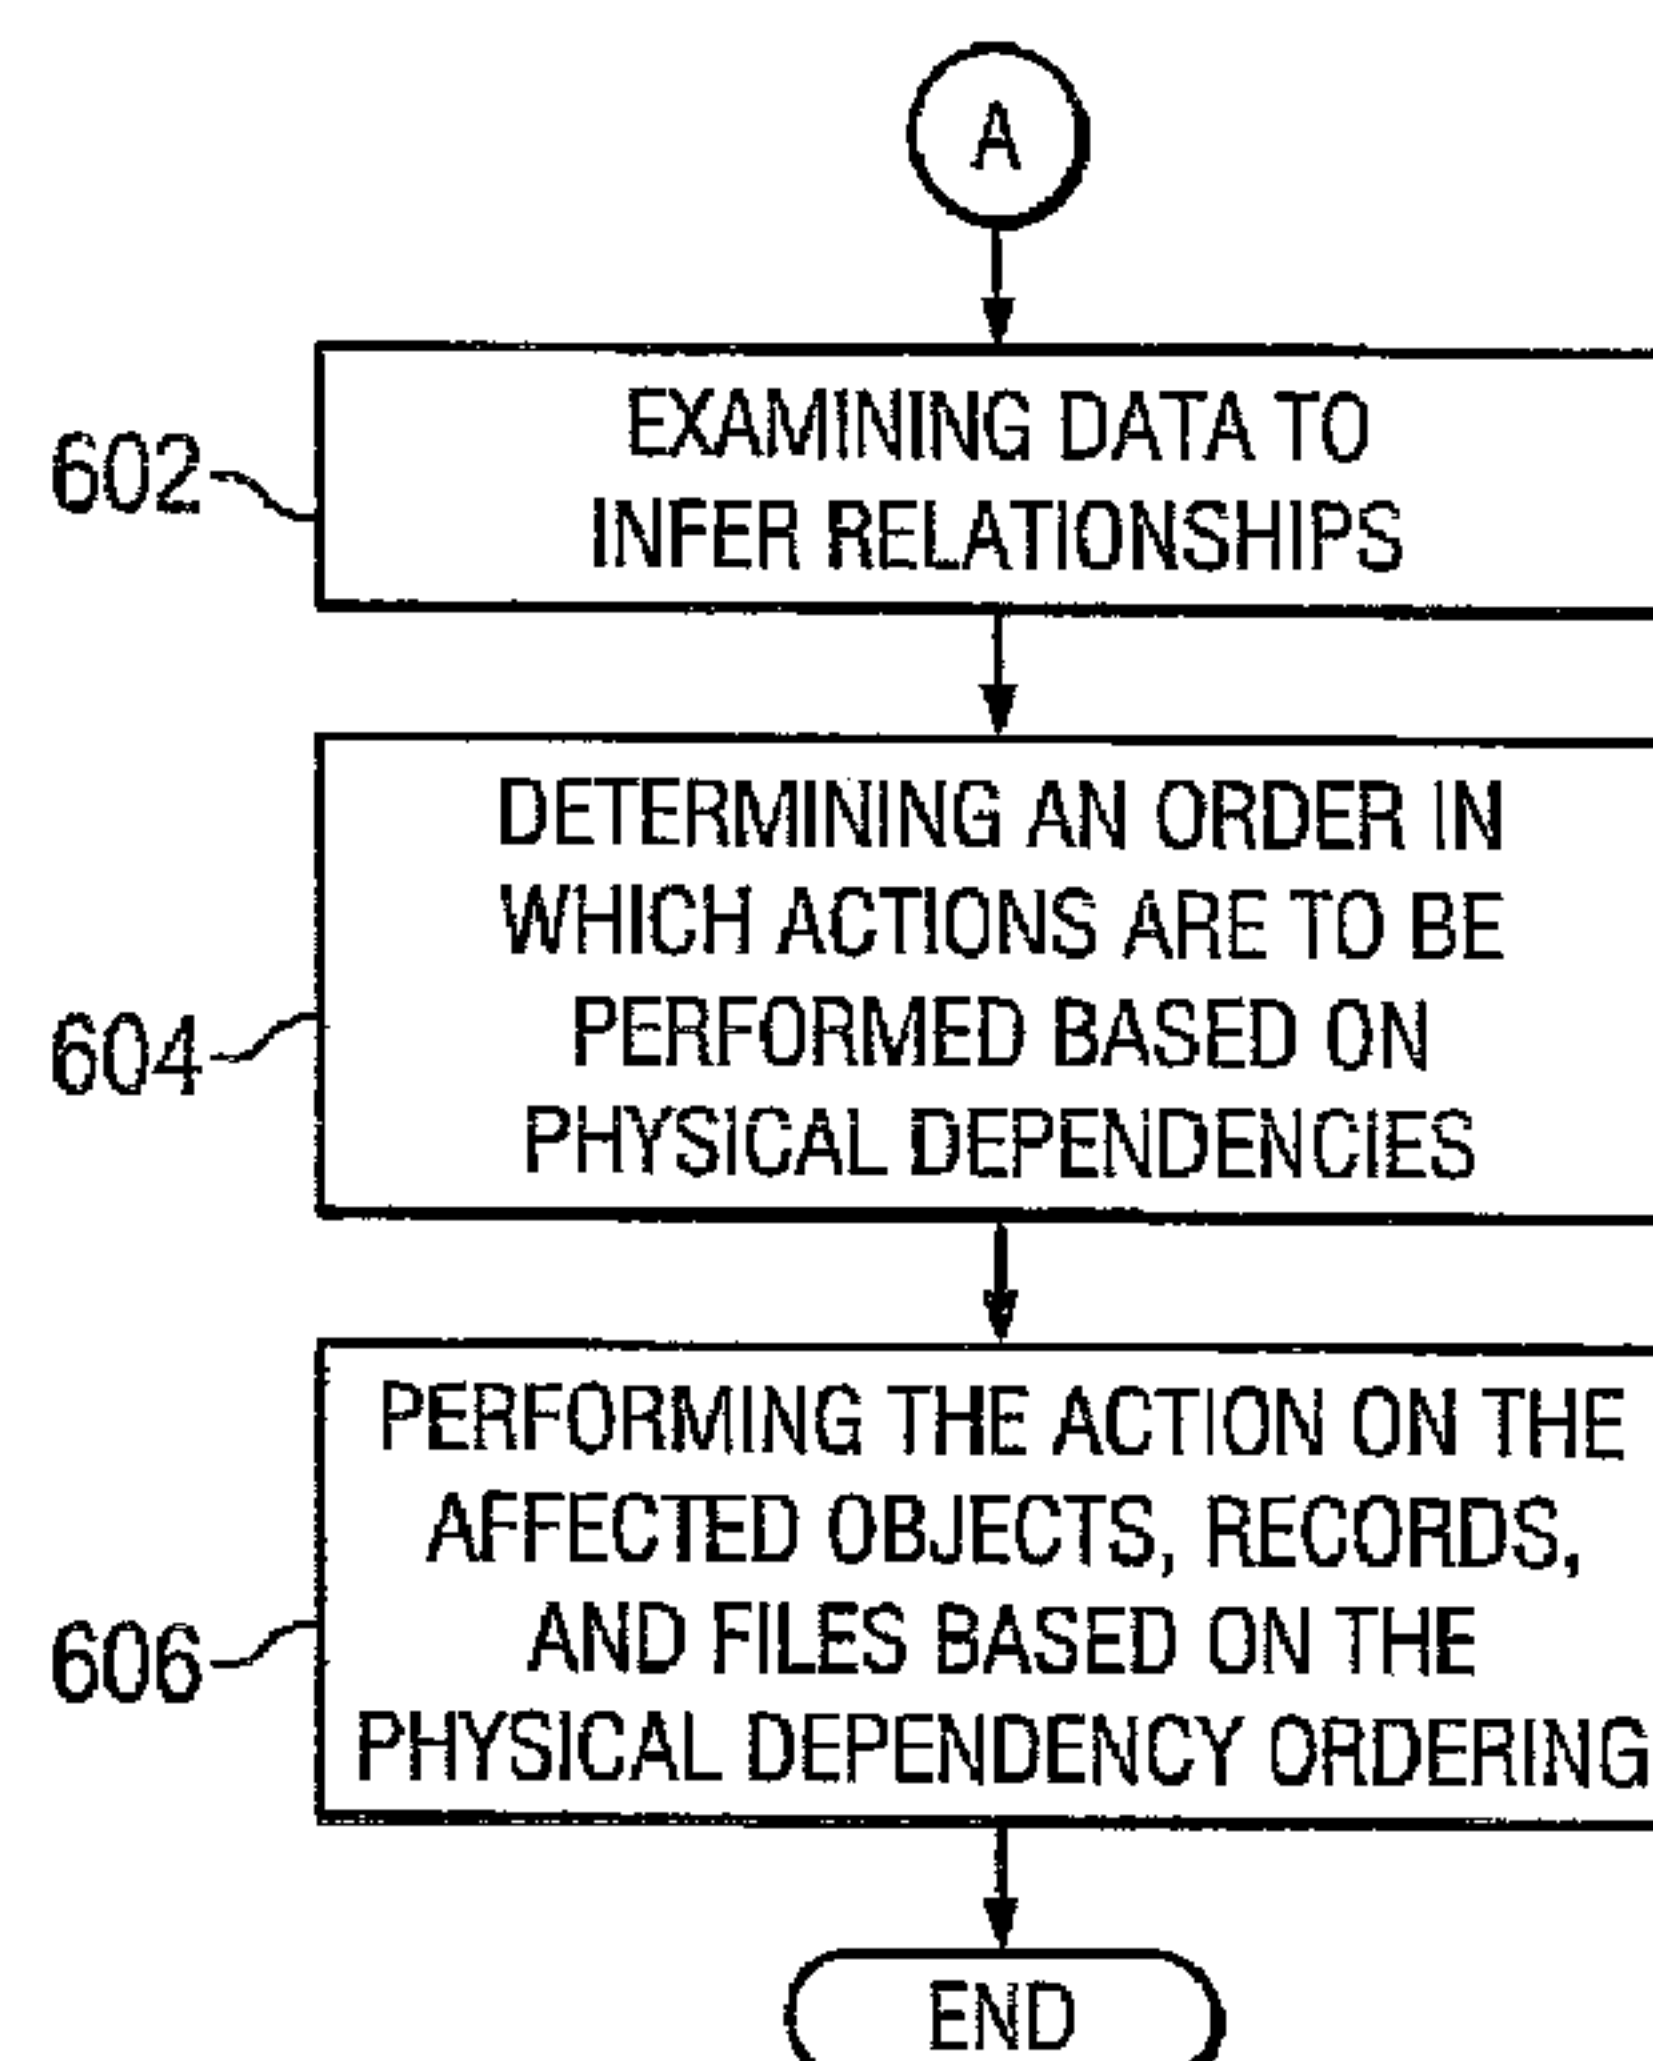 A
EXAMINING DATA TO
INFER RELATIONSHIPS
602
DETERMINING AN ORDER IN
WHICH ACTIONS ARE TO BE
PERFORMED BASED ON
PHYSICAL DEPENDENCIES
604
PERFORMING THE ACTION ON THE
AFFECTED OBJECTS, RECORDS,
AND FILES BASED ON THE
PHYSICAL DEPENDENCY ORDERING
606
END